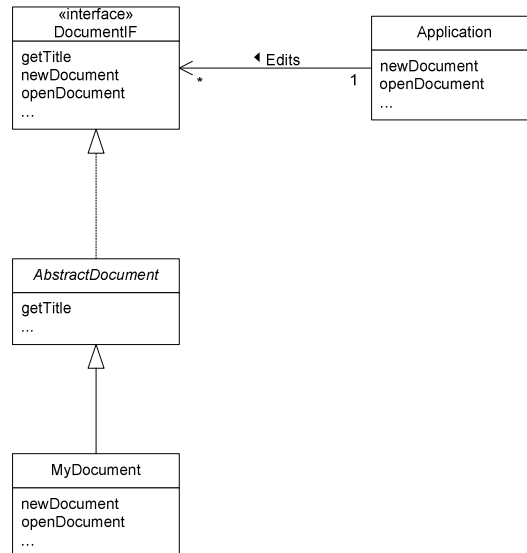 «interface»
DocumentIF
getTitle
newDocument
openDocument
...
Edits
*
1
Application
newDocument
openDocument
...
AbstractDocument
getTitle
...
MyDocument
newDocument
openDocument
...